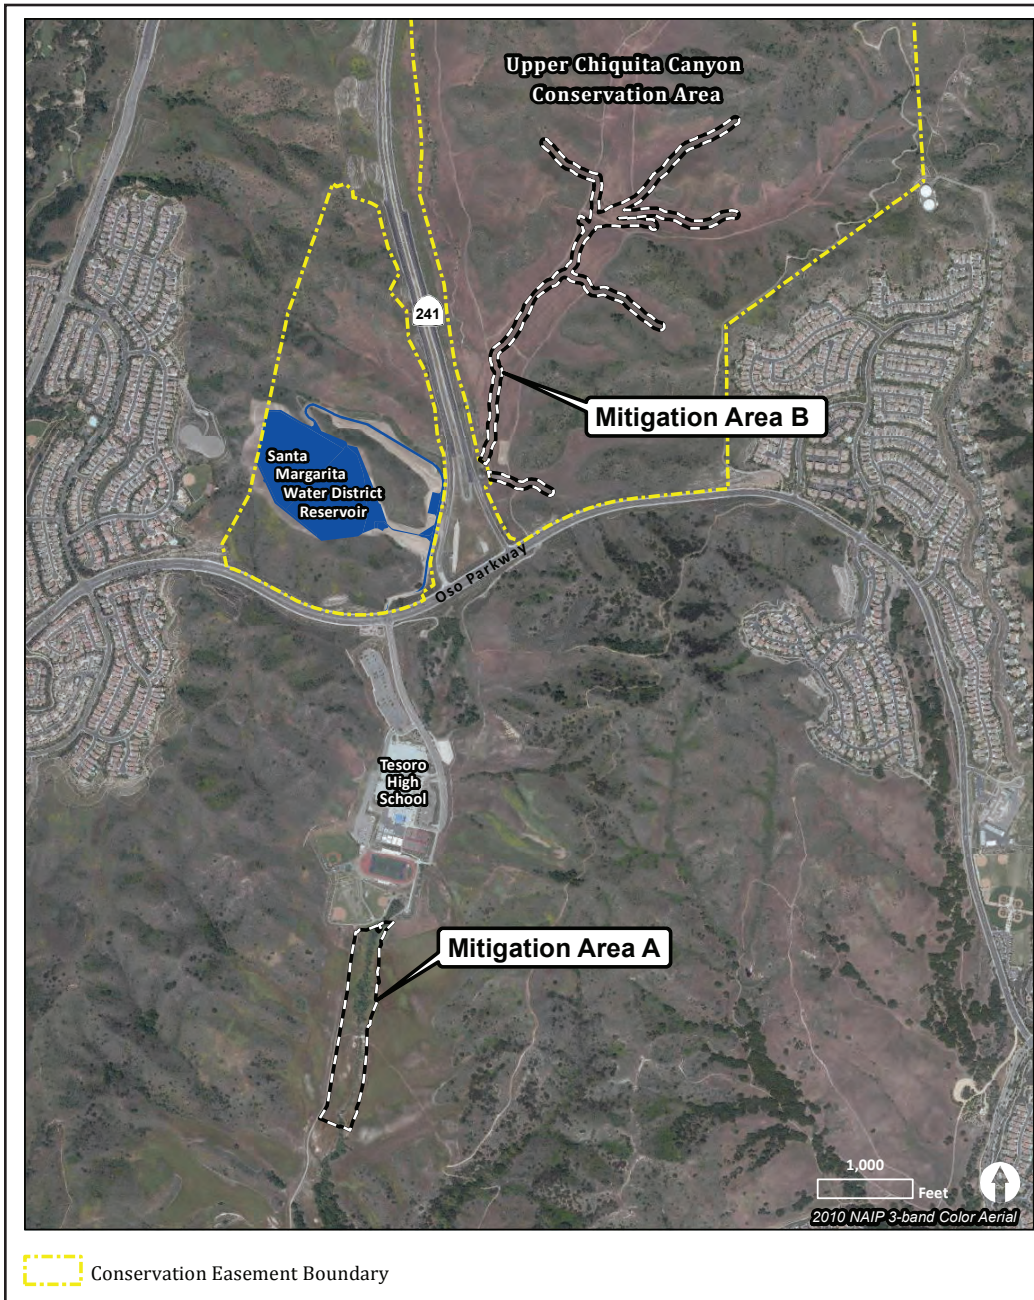 Upper Chiquita Canyon
Conservation Area
241
Mitigation Area B
Santa
Margarita
Water District
Reservoir
Oso Parkway
Tesoro
High
School
Mitigation Area A
1,000
Feet
2010 NAIP 3-band Color Aerial
Conservation Easement Boundary